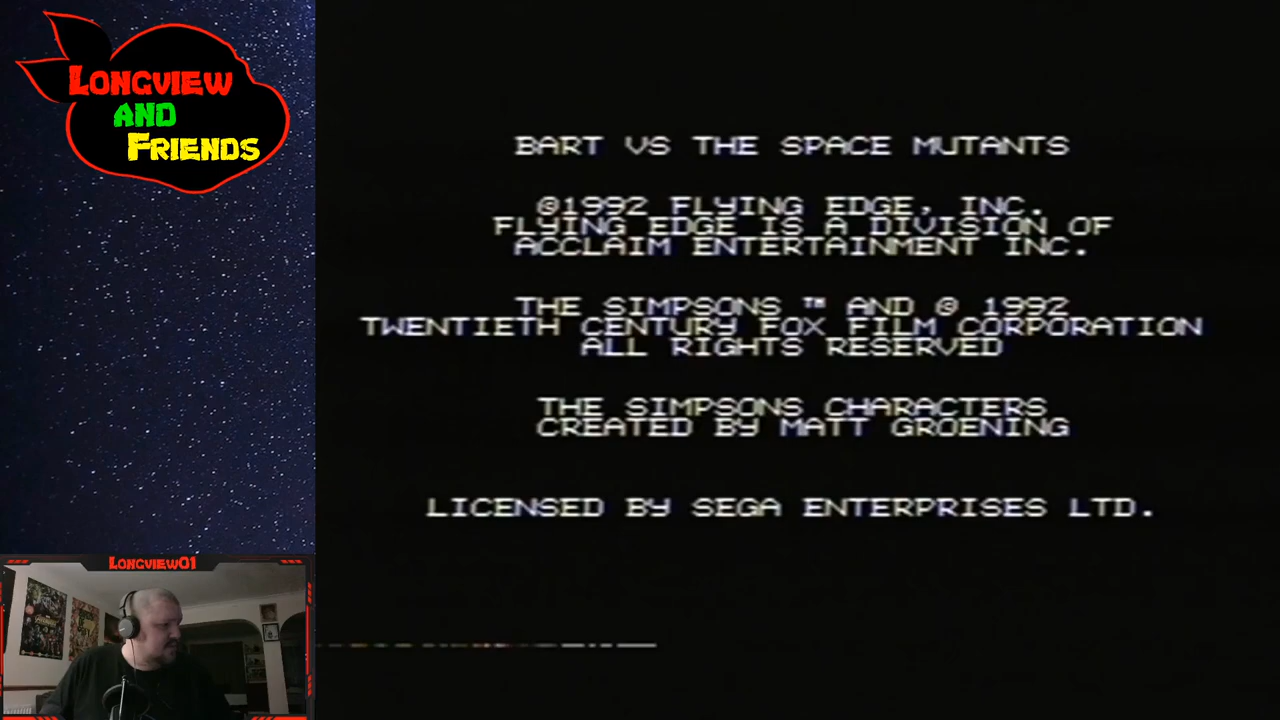 LONGVIEW
AND
FRIENDS
BART VS THE SPACE MUTANTS
©1992 FLYING EDGE, INC.
FLYING EDGE IS A DIVISION OF
ACCLAIM ENTERTAINMENT INC.
THE SIMPSONS ™ AND © 1992
TWENTIETH CENTURY FOX FILM CORPORATION
ALL RIGHTS RESERVED
THE SIMPSONS CHARACTERS
CREATED BY MATT GROENING
LICENSED BY SEGA ENTERPRISES LTD.
LONGVIEW01